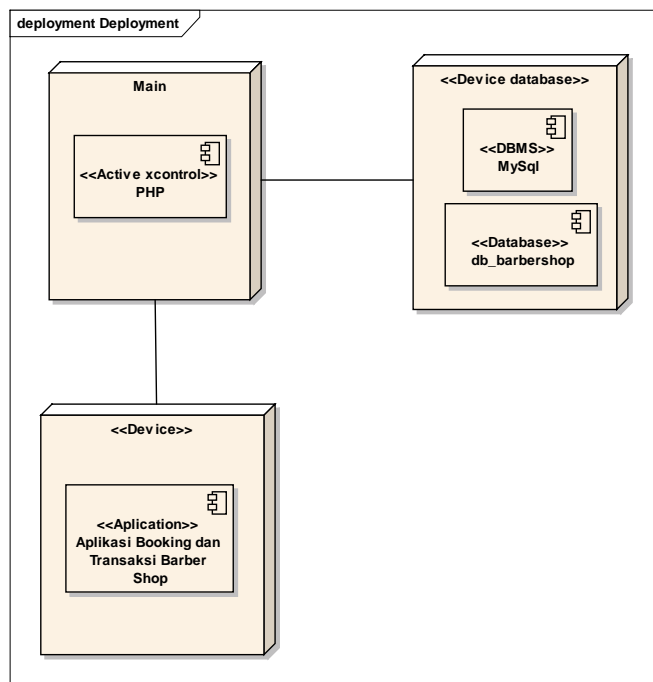 deployment Deployment
Main
<<Active xcontrol>>
PHP
<<Device database>>
<<DBMS>>
MySql
<<Database>>
db_barbershop
<<Device>>
<<Aplication>>
Aplikasi Booking dan
Transaksi Barber
Shop